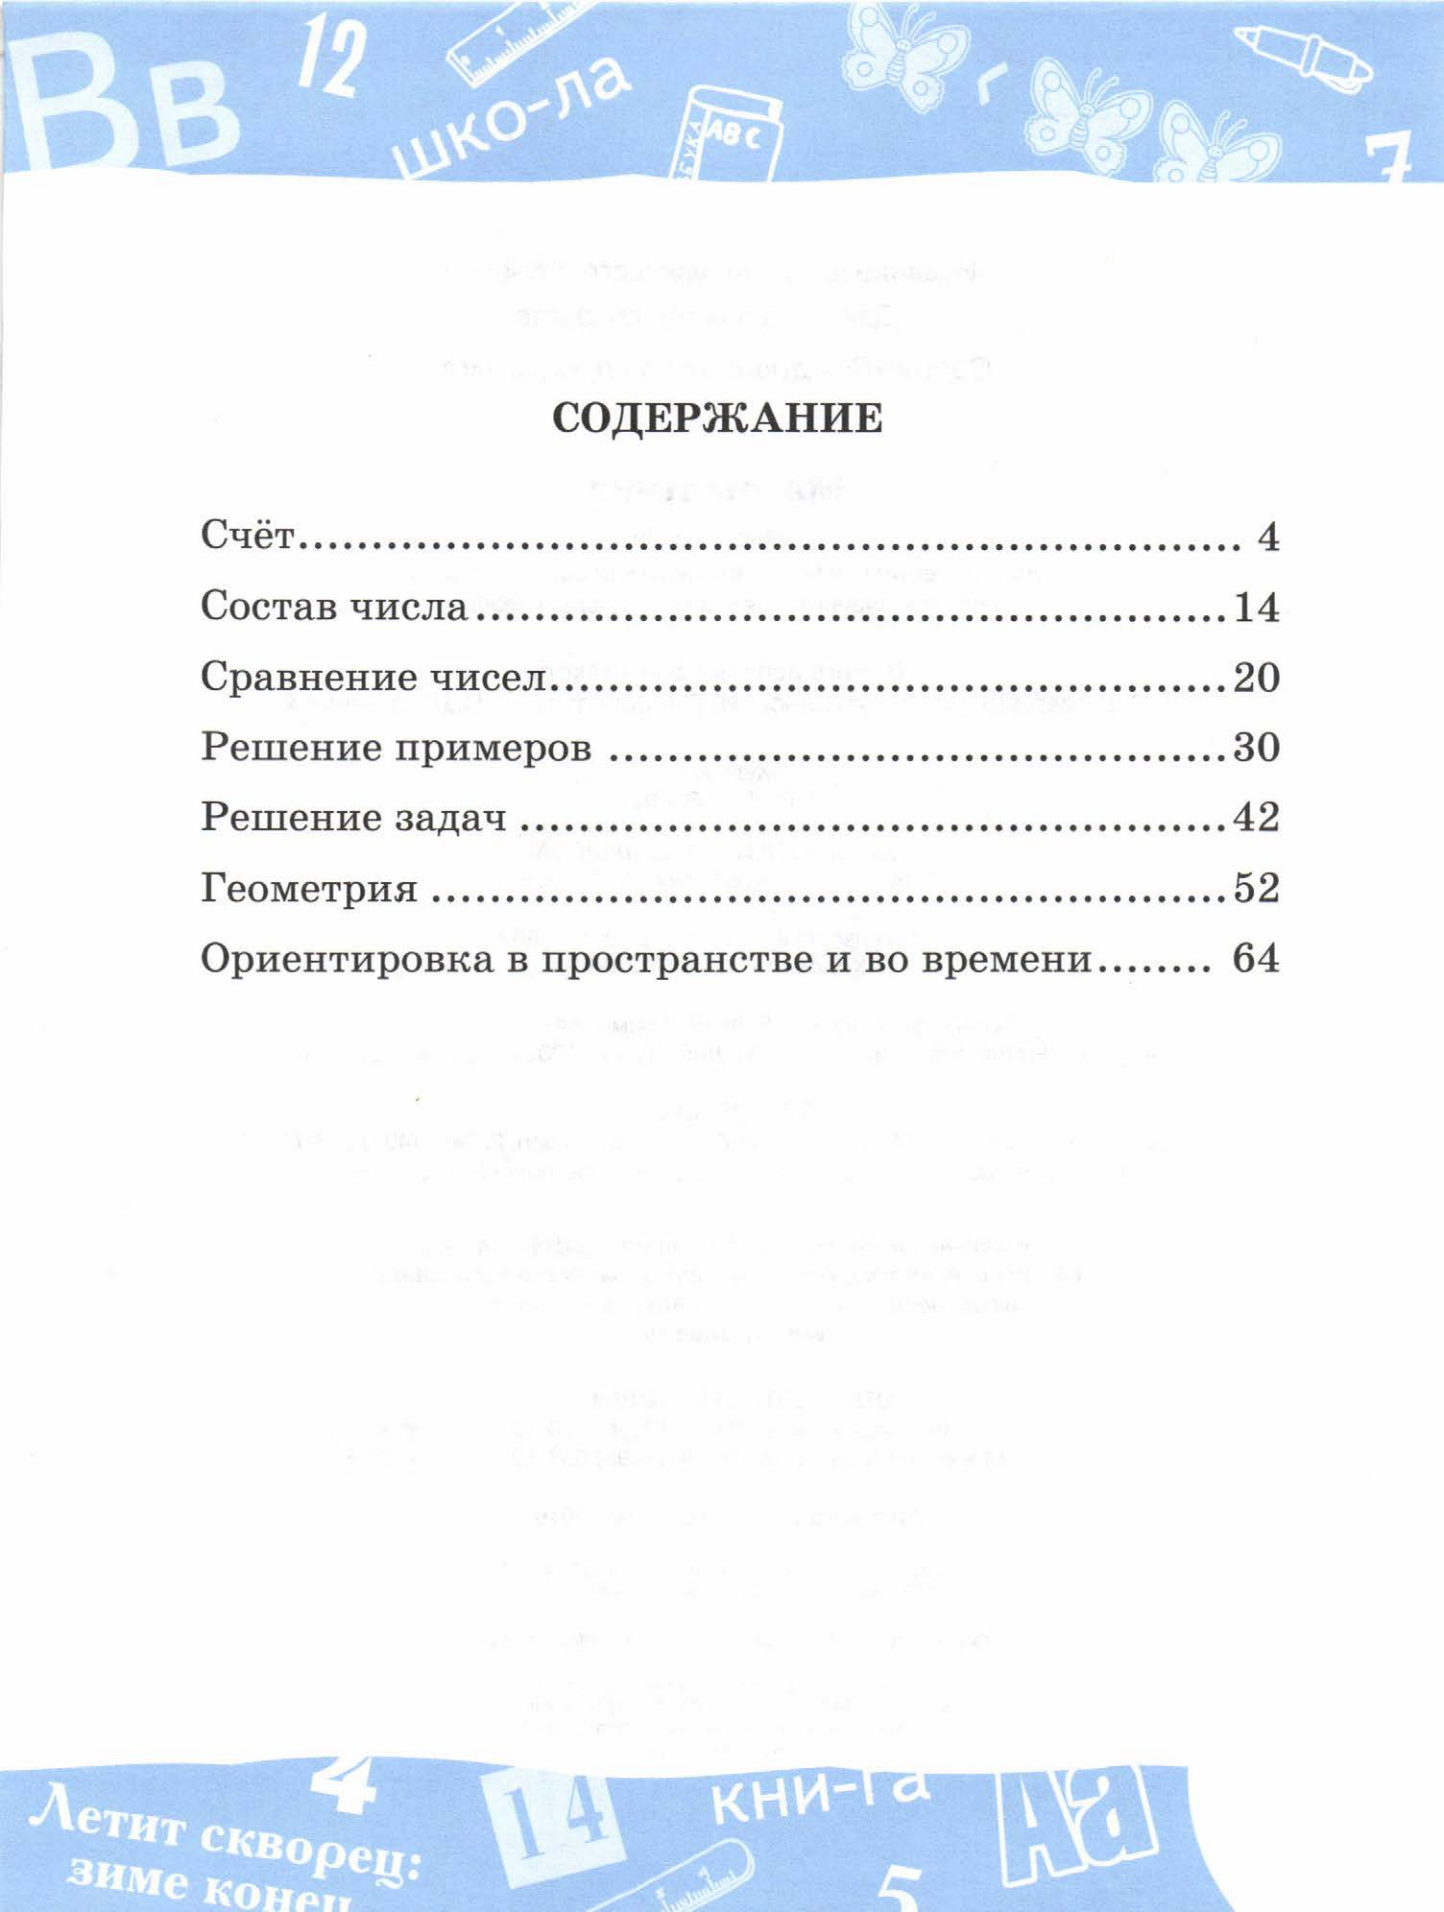 Вв
12
шко-ла
АЗБУКА
ABC
7
СОДЕРЖАНИЕ
Счёт................................................................ 4
Состав числа...................................................14
Сравнение чисел..............................................20
Решение примеров ..........................................30
Решение задач ................................................42
Геометрия ......................................................52
Ориентировка в пространстве и во времени........ 64
4
14
кни-га
Аа
Летит скворец:
зиме конец
5